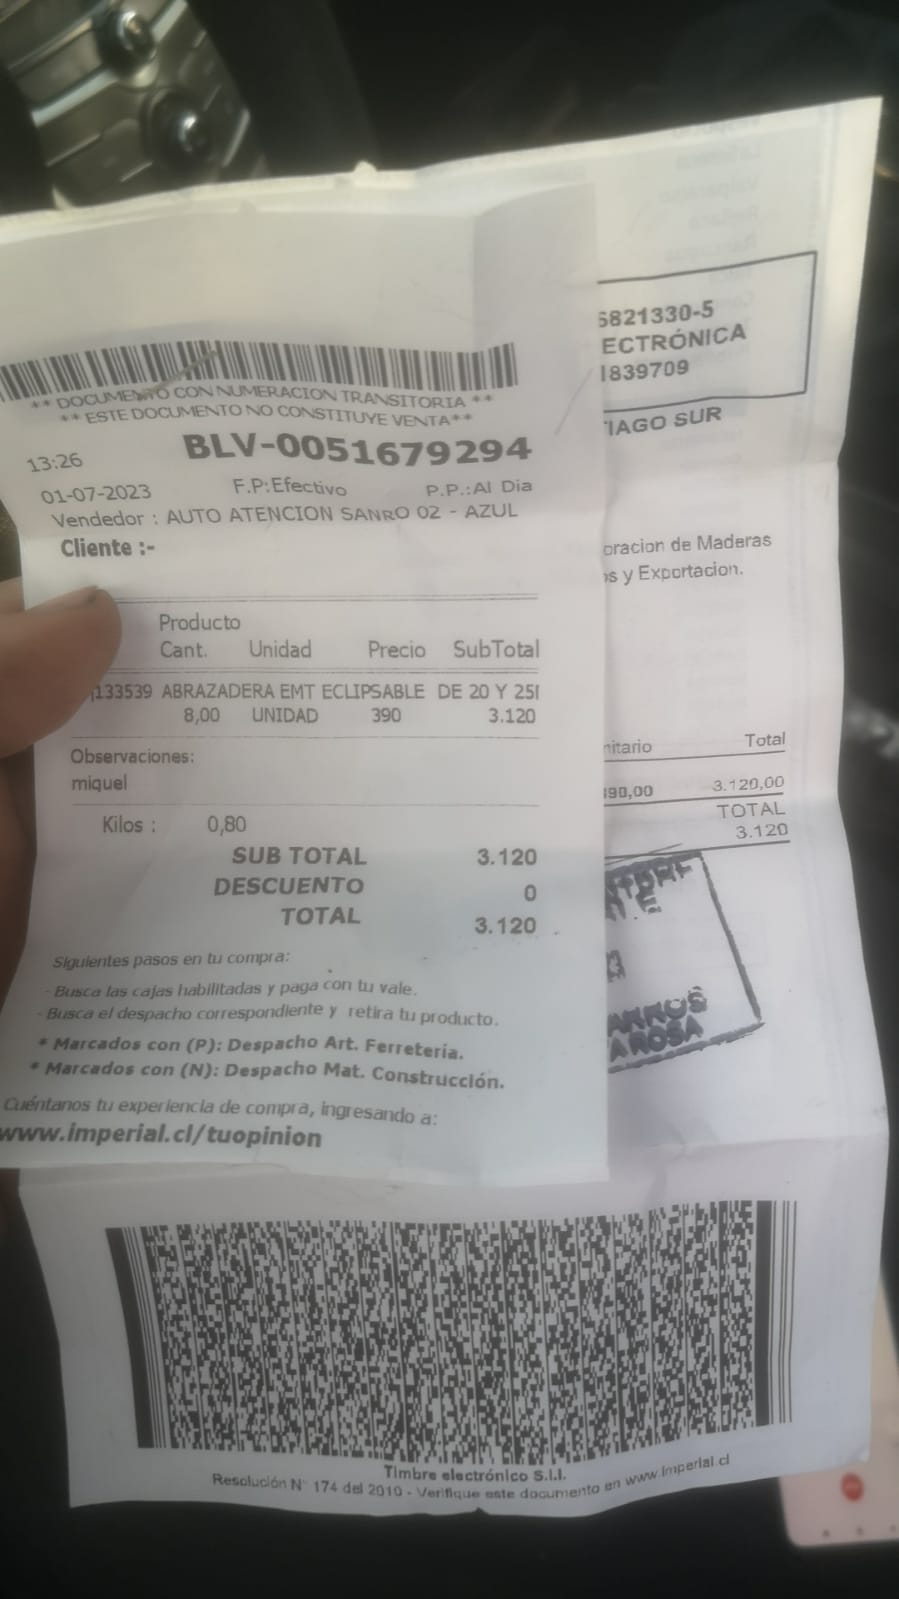 ** DOCUMENTO CON NUMERACION TRANSITORIA **
** ESTE DOCUMENTO NO CONSTITUYE VENTA**
BLV-0051679294
13:26
01-07-2023 F.P:Efectivo P.P.:Al Dia
Vendedor : AUTO ATENCION SANRO 02 - AZUL
Cliente :-
Producto
Cant. Unidad Precio SubTotal
133539 ABRAZADERA EMT ECLIPSABLE DE 20 Y 25
8,00 UNIDAD 390 3.120
Observaciones:
miquel
Kilos : 0,80
SUB TOTAL 3.120
DESCUENTO 0
TOTAL 3.120
Siguientes pasos en tu compra:
- Busca las cajas habilitadas y paga con tu vale.
- Busca el despacho correspondiente y retira tu producto.
* Marcados con (P): Despacho Art. Ferretería.
* Marcados con (N): Despacho Mat. Construcción.
Cuéntanos tu experiencia de compra, ingresando a:
www.imperial.cl/tuopinion
6821330-5
ECTRÓNICA
1839709
TIAGO SUR
oracion de Maderas
os y Exportacion.
nitario Total
390,00 3.120,00
TOTAL
3.120
ARROS
AROSA
Timbre electrónico S.I.I.
Resolución N° 174 del 2010 - Verifique este documento en www.imperial.cl